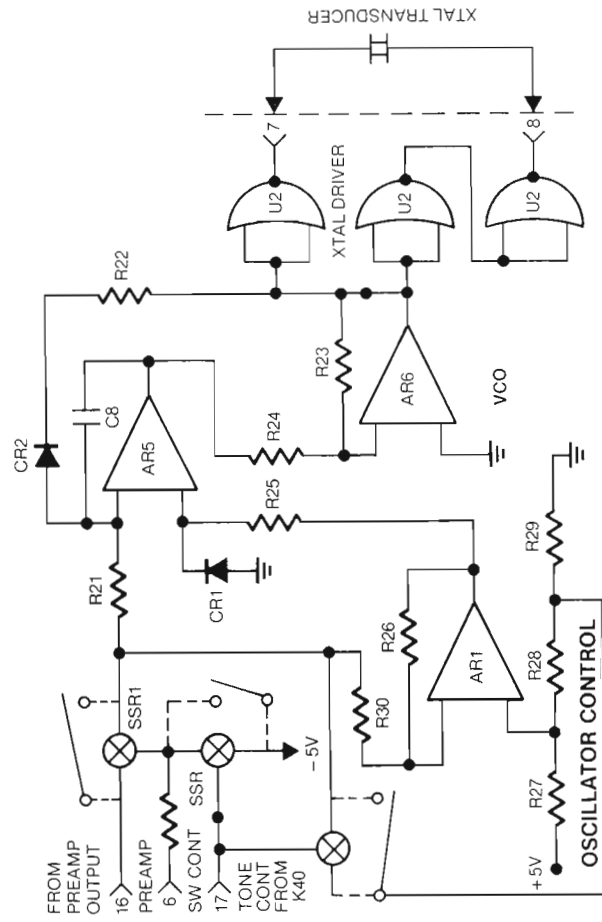 FROM
PREAMP
OUTPUT
16
PREAMP
6
SW CONT
17
TONE
CONT
FROM
K40
SSR1
SSR
– 5V
R21
CR2
C8
AR5
CR1
R22
R25
R24
R23
AR6
VCO
U2
XTAL DRIVER
U2
U2
7
8
XTAL TRANSDUCER
R30
R26
AR1
+ 5V
R27
R28
R29
OSCILLATOR CONTROL